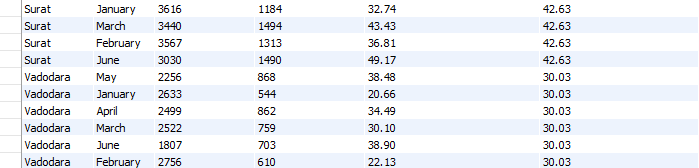 Surat January 3616 1184 32.74 42.63
Surat March 3440 1494 43.43 42.63
Surat February 3567 1313 36.81 42.63
Surat June 3030 1490 49.17 42.63
Vadodara May 2256 868 38.48 30.03
Vadodara January 2633 544 20.66 30.03
Vadodara April 2499 862 34.49 30.03
Vadodara March 2522 759 30.10 30.03
Vadodara June 1807 703 38.90 30.03
Vadodara February 2756 610 22.13 30.03